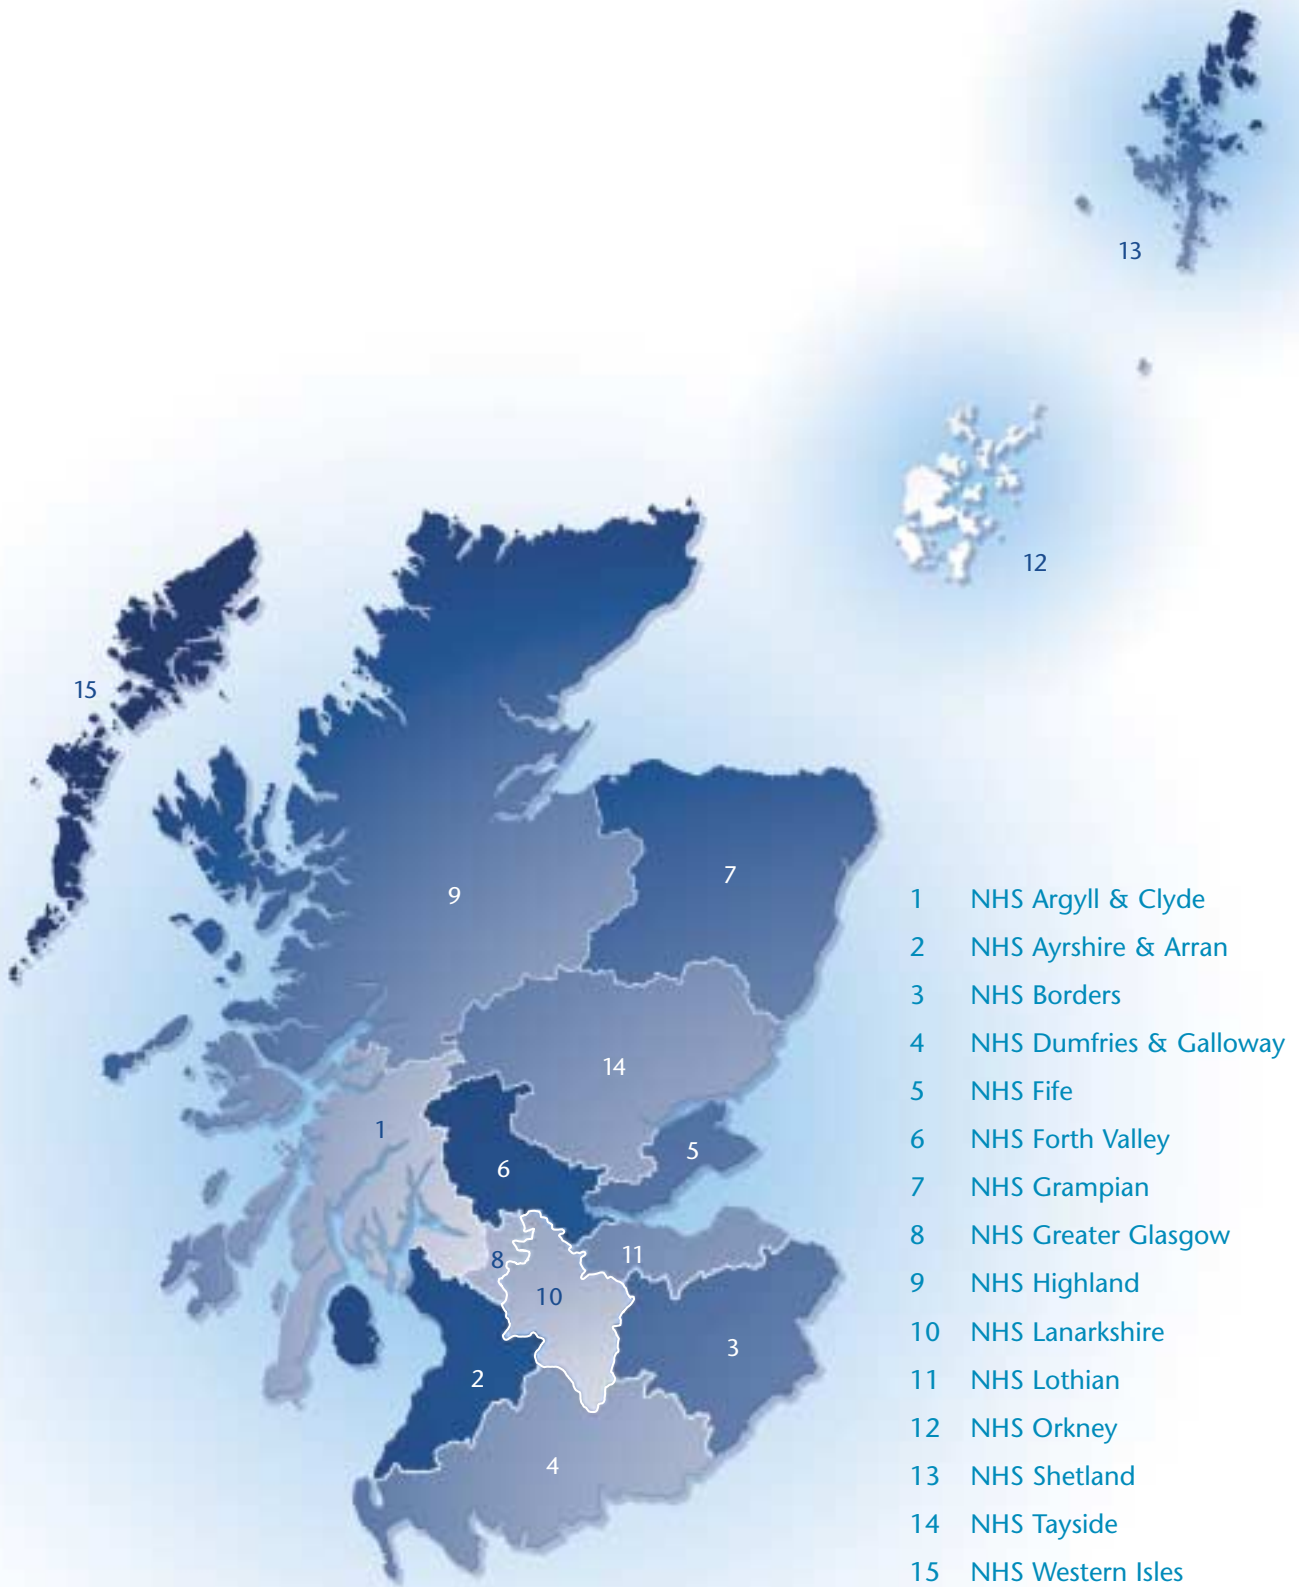 13
12
15
9
7
14
1
5
6
11
8
10
3
2
4
1 NHS Argyll & Clyde
2 NHS Ayrshire & Arran
3 NHS Borders
4 NHS Dumfries & Galloway
5 NHS Fife
6 NHS Forth Valley
7 NHS Grampian
8 NHS Greater Glasgow
9 NHS Highland
10 NHS Lanarkshire
11 NHS Lothian
12 NHS Orkney
13 NHS Shetland
14 NHS Tayside
15 NHS Western Isles